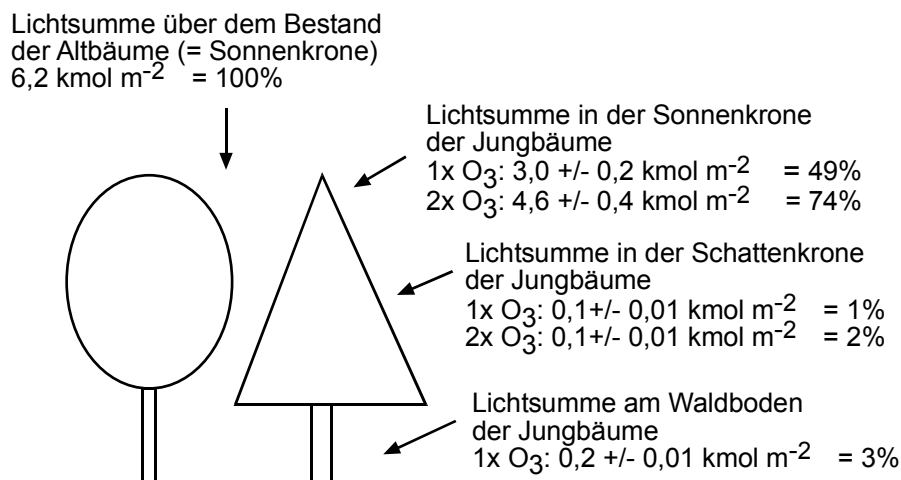 Lichtsumme über dem Bestand
der Altbäume (= Sonnenkrone)
6,2 kmol m-2 = 100%
Lichtsumme in der Sonnenkrone
der Jungbäume
1x O3: 3,0 +/- 0,2 kmol m-2 = 49%
2x O3: 4,6 +/- 0,4 kmol m-2 = 74%
Lichtsumme in der Schattenkrone
der Jungbäume
1x O3: 0,1+/- 0,01 kmol m-2 = 1%
2x O3: 0,1+/- 0,01 kmol m-2 = 2%
Lichtsumme am Waldboden
der Jungbäume
1x O3: 0,2 +/- 0,01 kmol m-2 = 3%